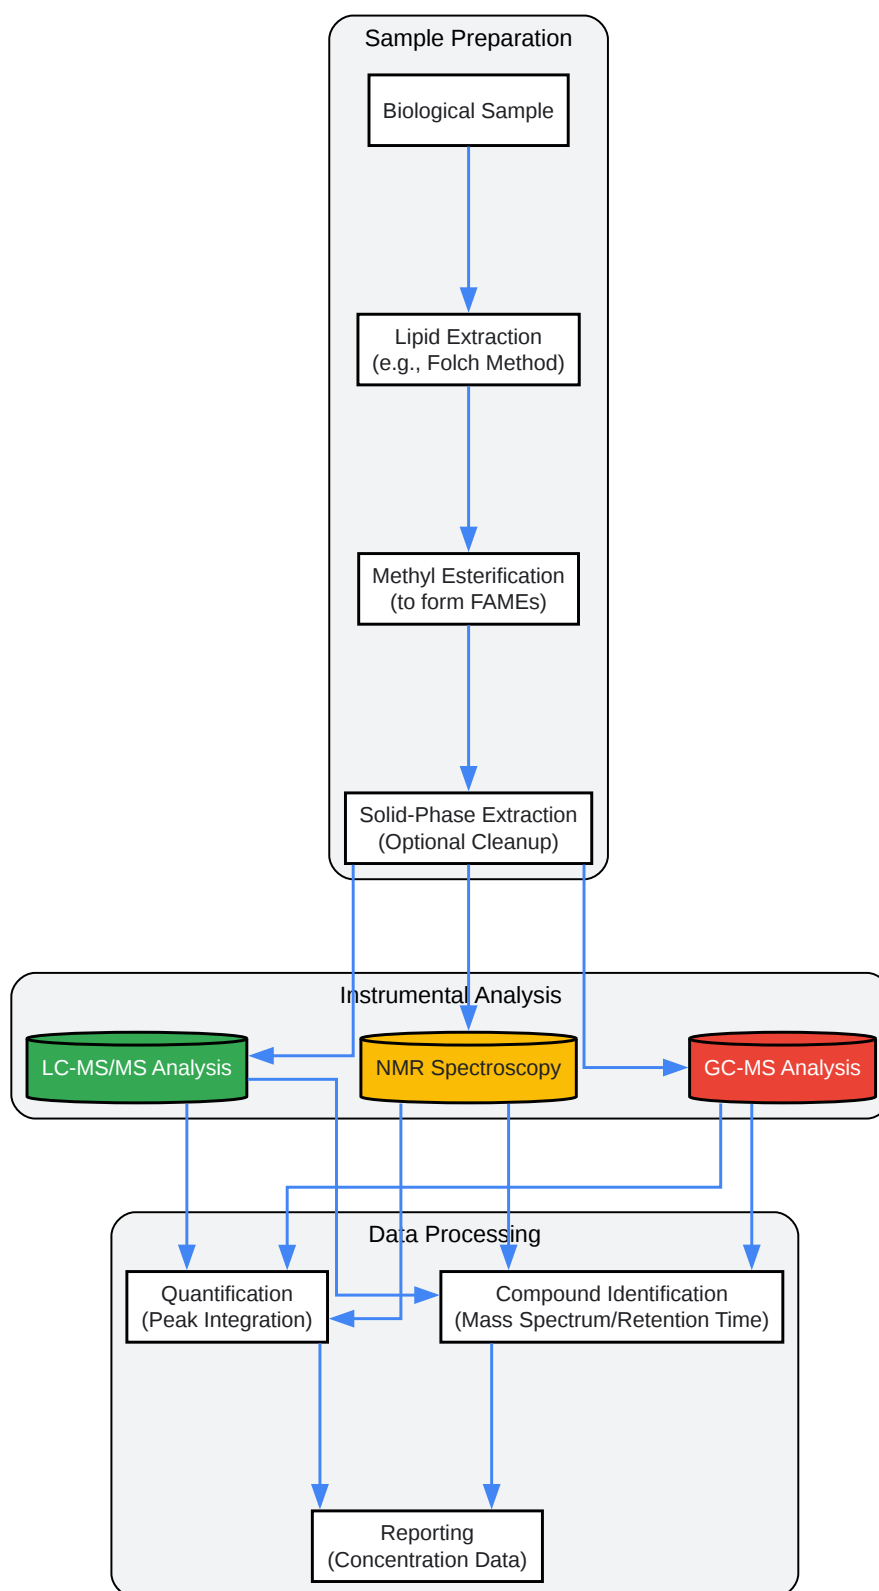 Sample Preparation
Biological Sample
Lipid Extraction
(e.g., Folch Method)
Methyl Esterification
(to form FAMEs)
Solid-Phase Extraction
(Optional Cleanup)
Instrumental Analysis
LC-MS/MS Analysis
NMR Spectroscopy
GC-MS Analysis
Data Processing
Quantification
(Peak Integration)
Compound Identification
(Mass Spectrum/Retention Time)
Reporting
(Concentration Data)